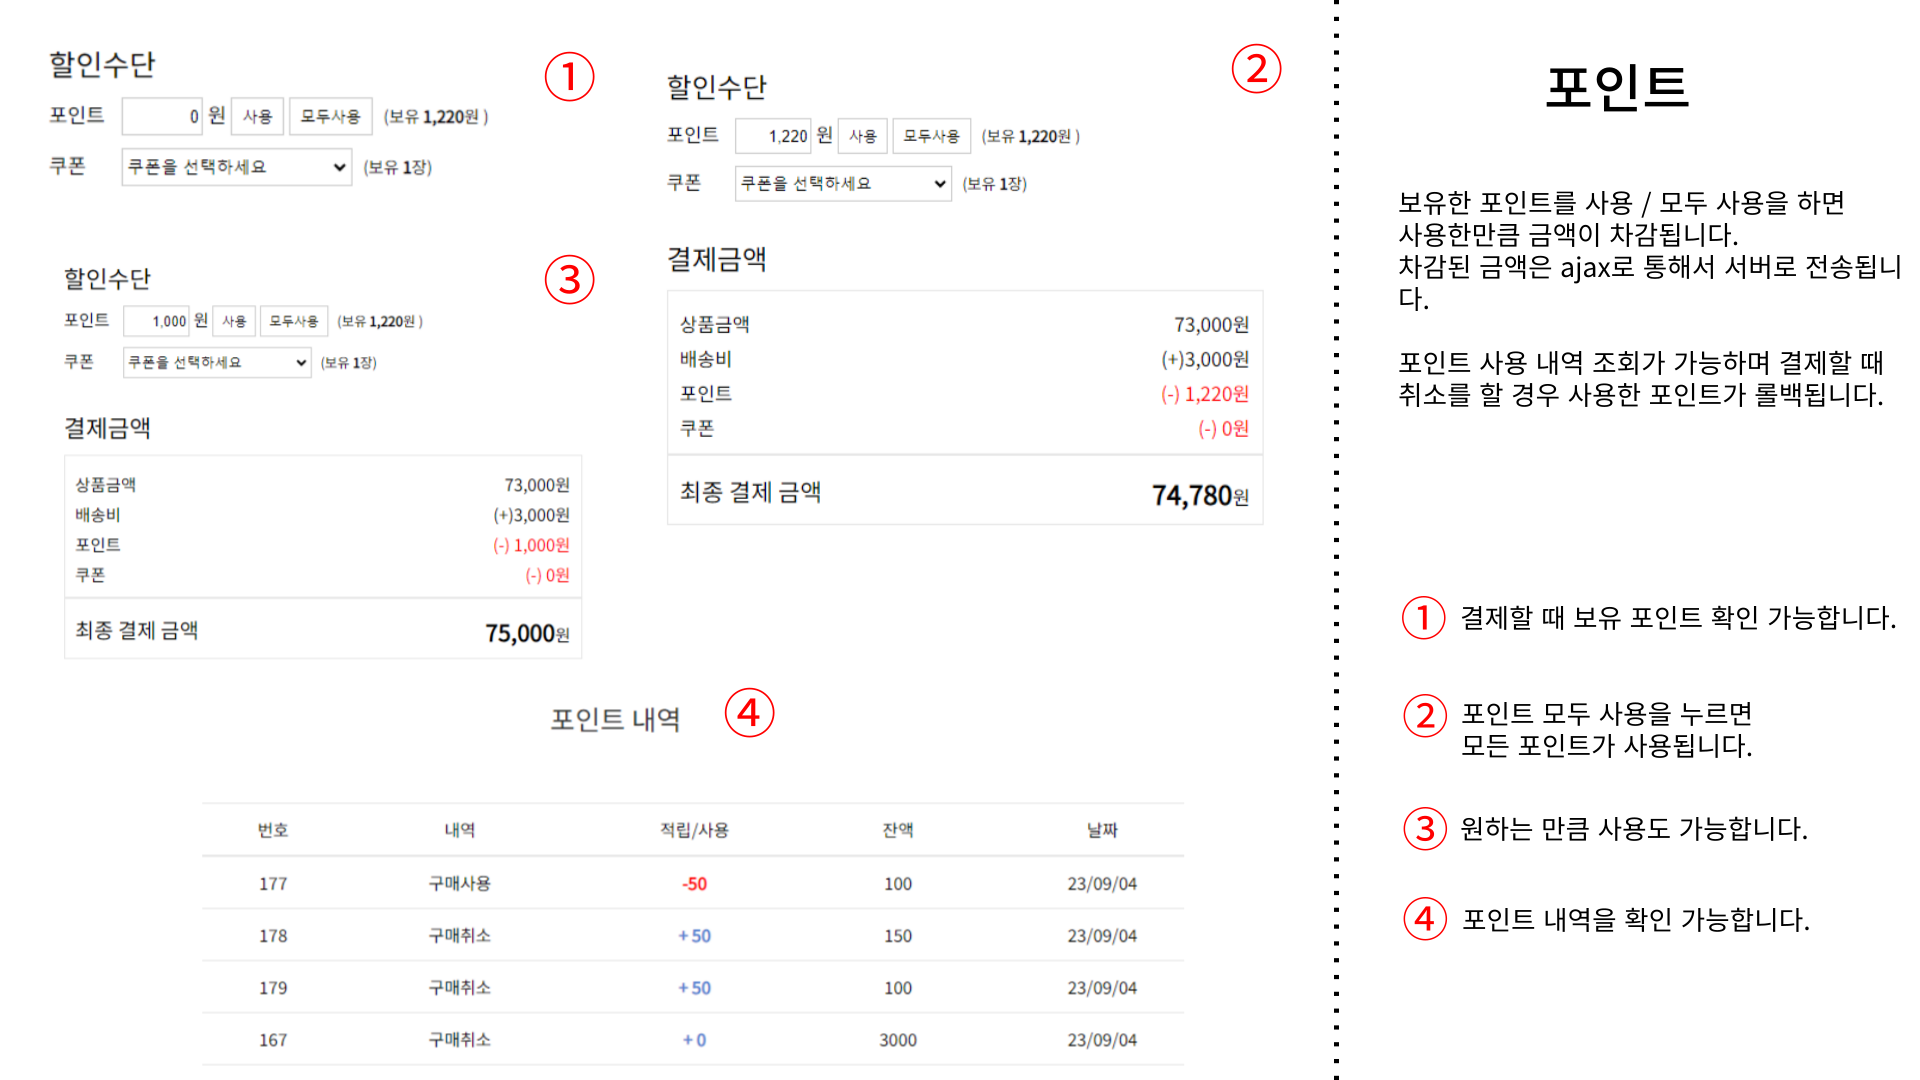 할인수단
①
포인트 0 원 사용 모두사용 (보유 1,220원 )
쿠폰 쿠폰을 선택하세요 (보유 1장)
②
할인수단
포인트 1,220 원 사용 모두사용 (보유 1,220원 )
쿠폰 쿠폰을 선택하세요 (보유 1장)
결제금액
상품금액 73,000원
배송비 (+)3,000원
포인트 (-) 1,220원
쿠폰 (-) 0원
최종 결제 금액 74,780원
③
할인수단
포인트 1,000 원 사용 모두사용 (보유 1,220원 )
쿠폰 쿠폰을 선택하세요 (보유 1장)
결제금액
상품금액 73,000원
배송비 (+)3,000원
포인트 (-) 1,000원
쿠폰 (-) 0원
최종 결제 금액 75,000원
포인트 내역 ④
번호 내역 적립/사용 잔액 날짜
177 구매사용 -50 100 23/09/04
178 구매취소 +50 150 23/09/04
179 구매취소 +50 100 23/09/04
167 구매취소 +0 3000 23/09/04
포인트
보유한 포인트를 사용 / 모두 사용을 하면
사용한만큼 금액이 차감됩니다.
차감된 금액은 ajax로 통해서 서버로 전송됩니
다.
포인트 사용 내역 조회가 가능하며 결제할 때
취소를 할 경우 사용한 포인트가 롤백됩니다.
① 결제할 때 보유 포인트 확인 가능합니다.
② 포인트 모두 사용을 누르면
모든 포인트가 사용됩니다.
③ 원하는 만큼 사용도 가능합니다.
④ 포인트 내역을 확인 가능합니다.